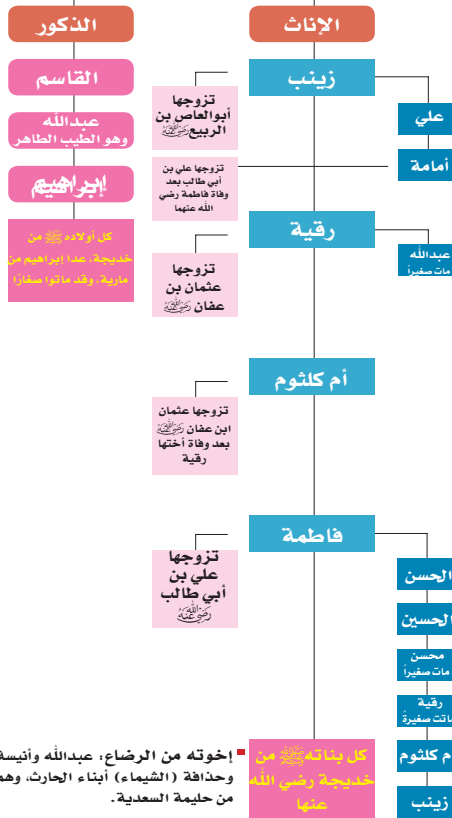 الإناث
زينب
علي
أمامة
تزوجها
أبوالعاص بن
الربيع رضي الله عنه
تزوجها علي بن
أبي طالب بعد
وفاة فاطمة رضي
الله عنهما
رقية
عبدالله
مات صغيراً
تزوجها
عثمان بن
عفان رضي الله عنه
أم كلثوم
تزوجها عثمان
ابن عفان رضي الله عنه
بعد وفاة أختها
رقية
فاطمة
الحسن
الحسين
محسن
مات صغيراً
رقية
ماتت صغيرةً
أم كلثوم
زينب
تزوجها
علي بن
أبي طالب
رضي الله عنه
كل بناته ﷺ من
خديجة رضي الله
عنها
الذكور
القاسم
عبدالله
وهو الطيب الطاهر
إبراهيم
كل أولاده ﷺ من
خديجة، عدا إبراهيم من
مارية، وقد ماتوا صغارًا
إخوته من الرضاع: عبدالله وأنيسة
وحذافة (الشيماء) أبناء الحارث، وهم
من حليمة السعدية.